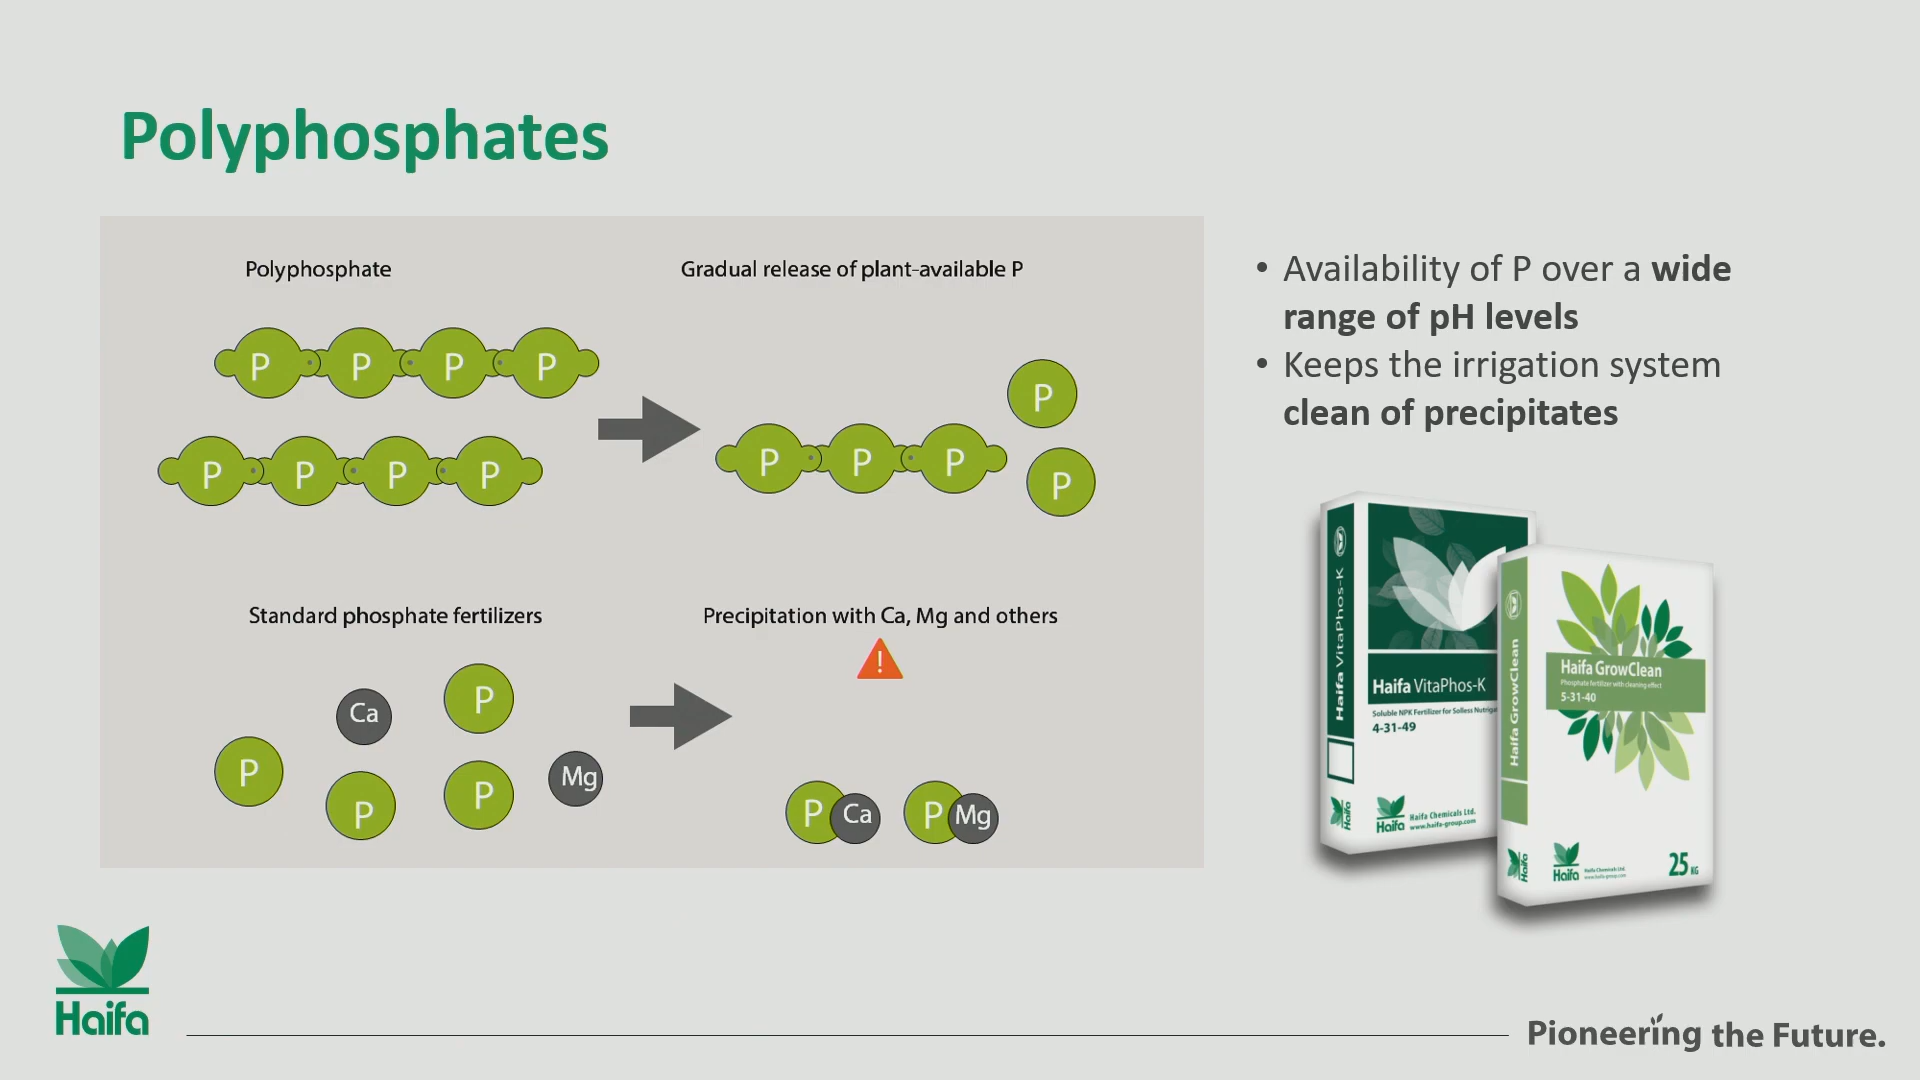 Polyphosphates
Polyphosphate
Gradual release of plant-available P
P P P P
P P P P
P P P
P
P
Standard phosphate fertilizers
Precipitation with Ca, Mg and others
!
P
Ca
P
P
P
Mg
P Ca
P Mg
• Availability of P over a wide
range of pH levels
• Keeps the irrigation system
clean of precipitates
Haifa VitaPhos-K
Haifa VitaPhos-K
Soluble NPK Fertilizer for Soilless Nutrig
4-31-49
Haifa
Haifa
Haifa Chemicals Ltd.
www.haifa-group.com
Haifa GrowClean
Haifa GrowClean
Phosphate fertilizer with cleaning effect
5-31-40
Haifa
Haifa
Haifa Chemicals Ltd.
www.haifa-group.com
25 KG
Haifa
Pioneering the Future.